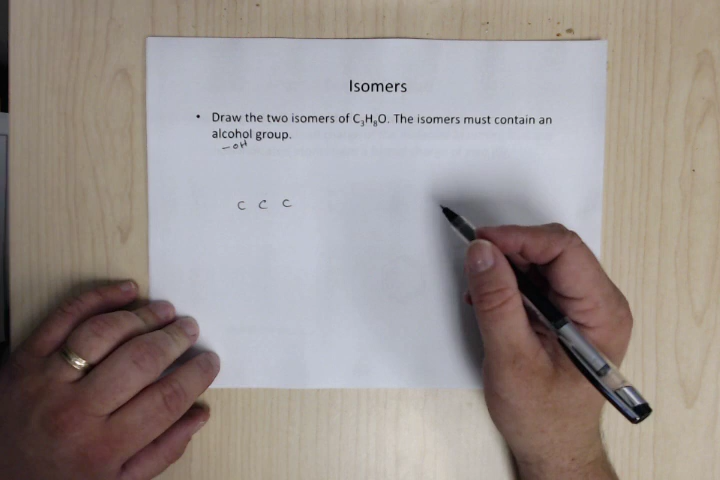 Isomers
• Draw the two isomers of C₃H₈O. The isomers must contain an
alcohol group.
-OH
C C C